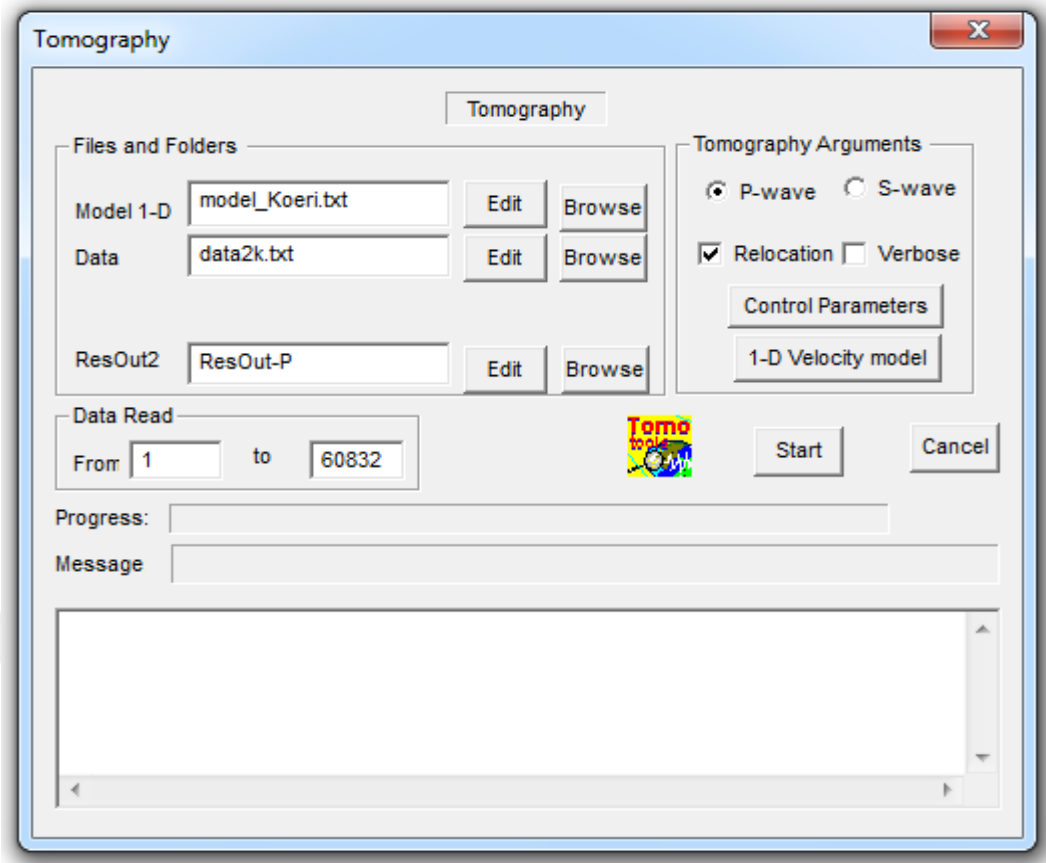 Tomography
X
Tomography
Files and Folders
Model 1-D model_Koeri.txt Edit Browse
Data data2k.txt Edit Browse
ResOut2 ResOut-P Edit Browse
Tomography Arguments
P-wave S-wave
Relocation Verbose
Control Parameters
1-D Velocity model
Data Read
From 1 to 60832
Tomo
tools
Start
Cancel
Progress:
Message